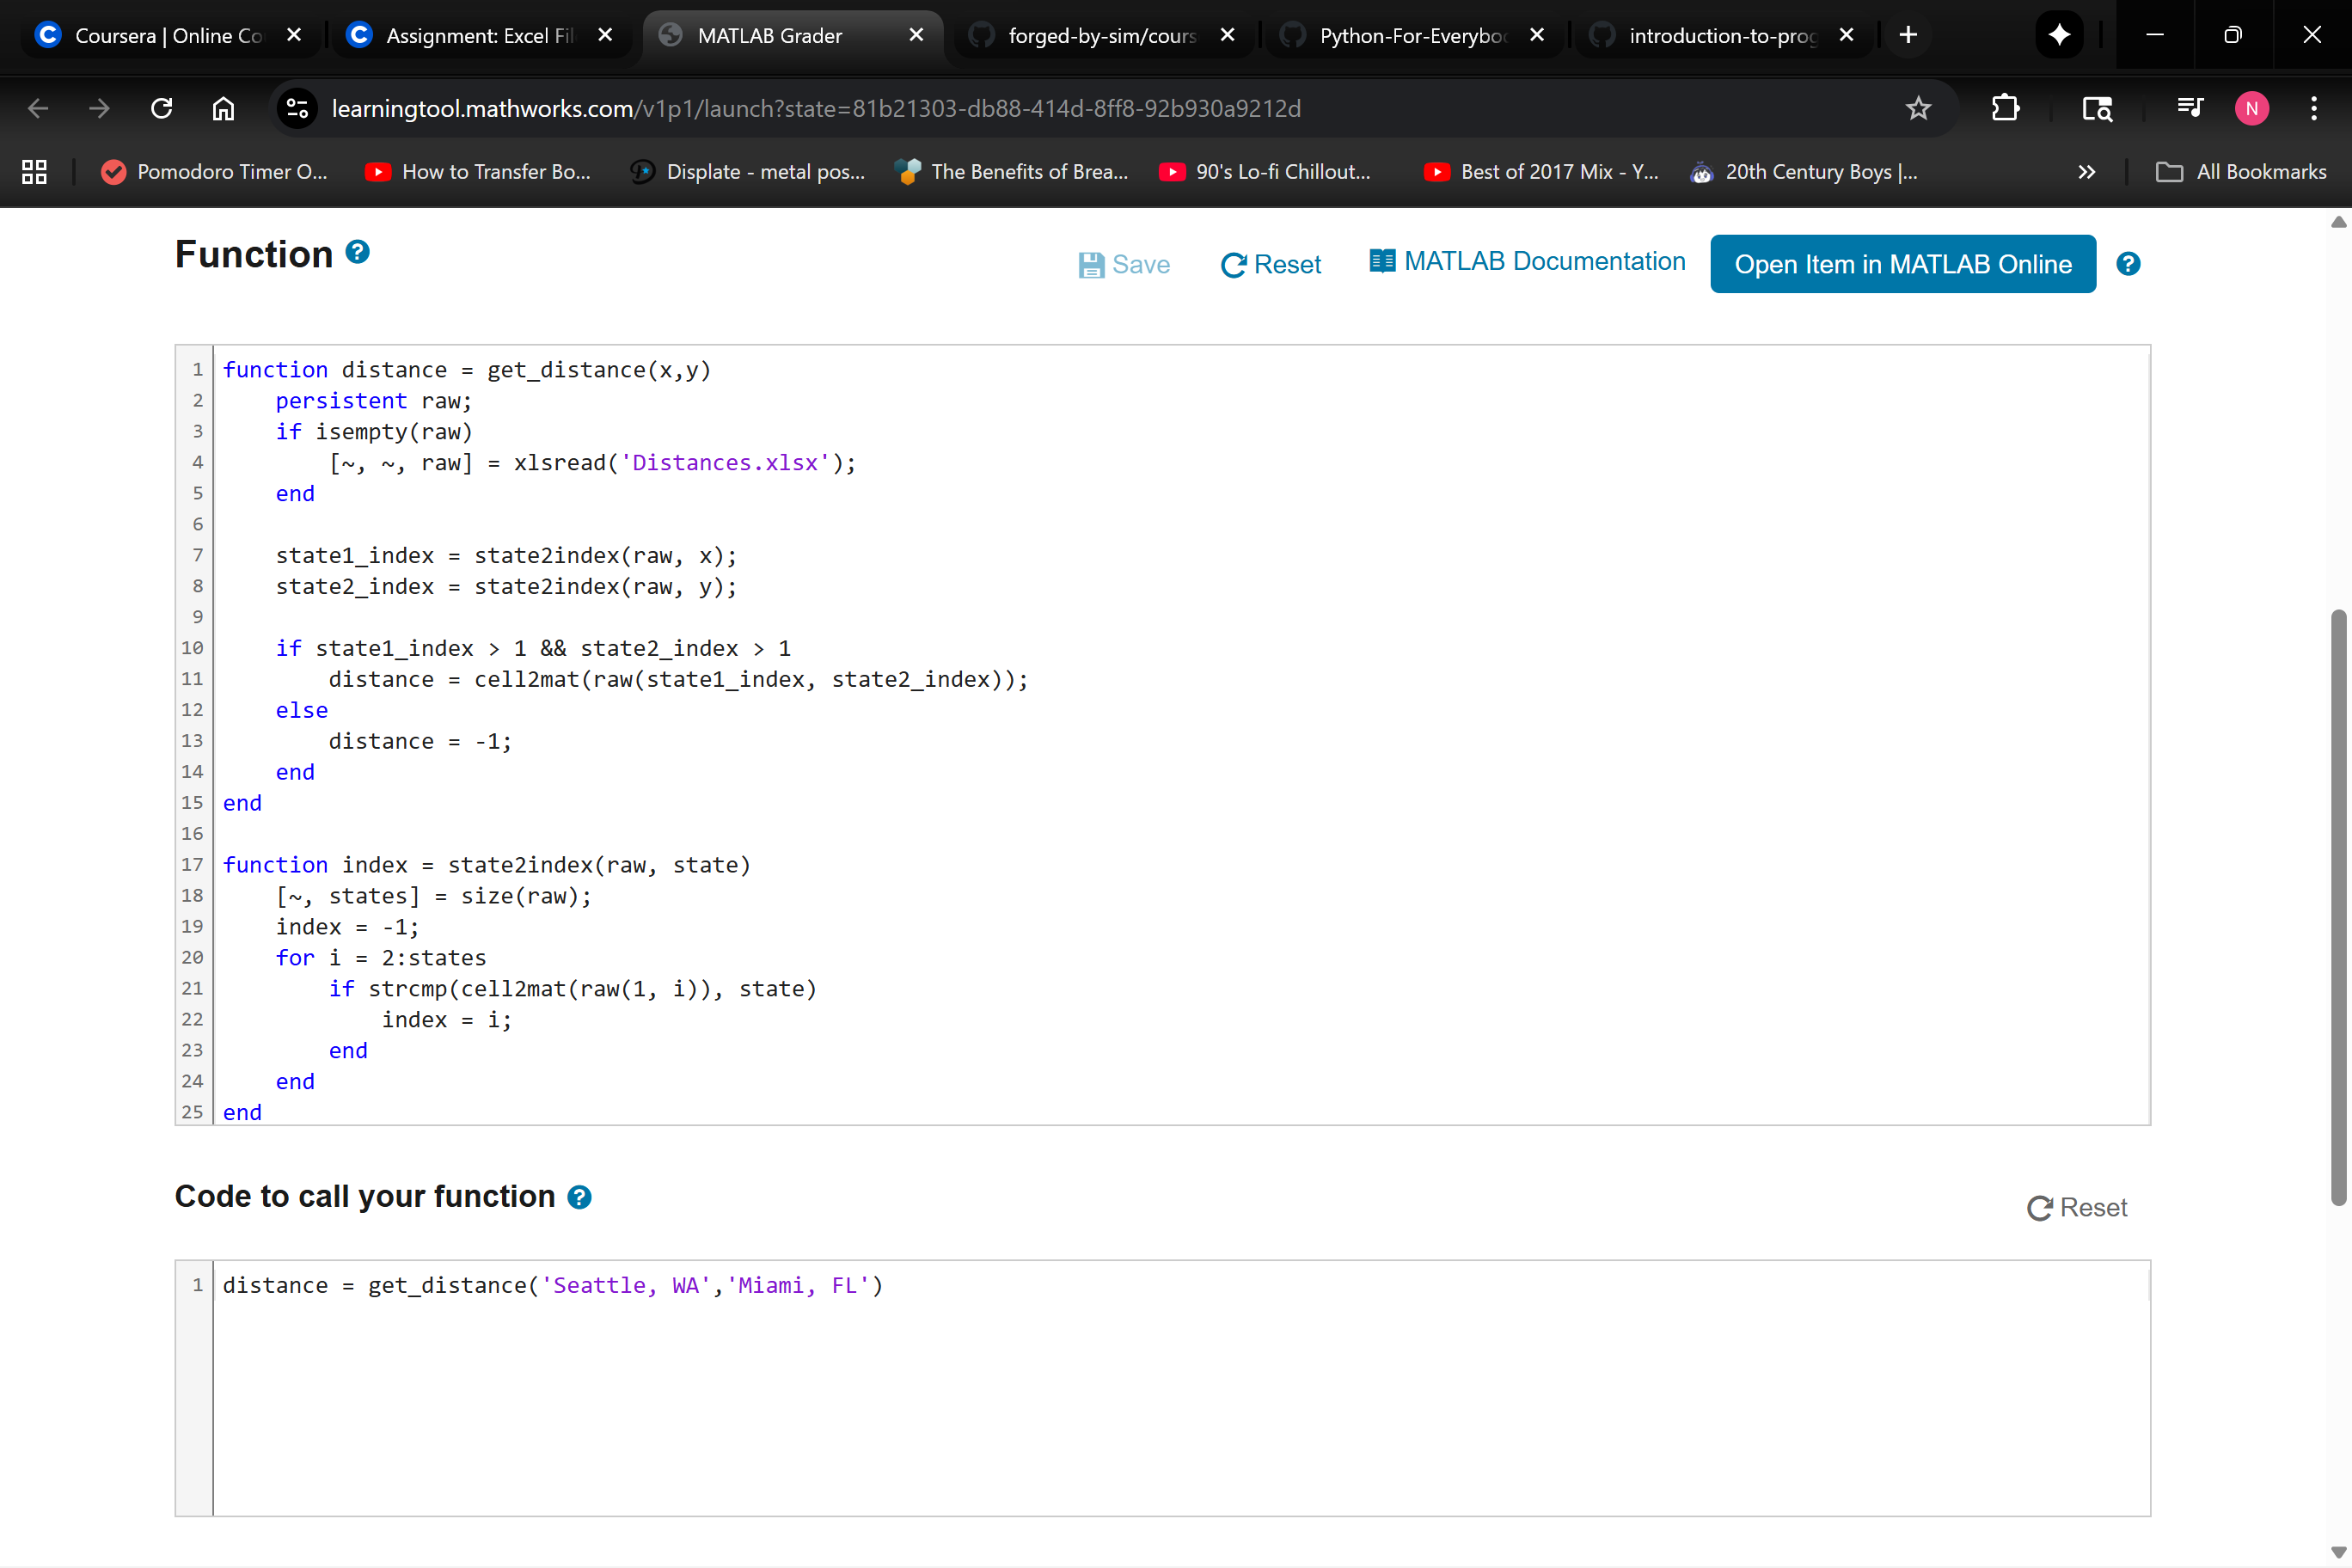 Coursera | Online Co
Assignment: Excel Fil
MATLAB Grader
forged-by-sim/cours
Python-For-Everybo
introduction-to-prog
learningtool.mathworks.com/v1p1/launch?state=81b21303-db88-414d-8ff8-92b930a9212d
N
Pomodoro Timer O...
How to Transfer Bo...
Displate - metal pos...
The Benefits of Brea...
90's Lo-fi Chillout...
Best of 2017 Mix - Y...
20th Century Boys |...
All Bookmarks
Function
Save
Reset
MATLAB Documentation
Open Item in MATLAB Online
1 function distance = get_distance(x,y)
2     persistent raw;
3     if isempty(raw)
4         [~, ~, raw] = xlsread('Distances.xlsx');
5     end
6
7     state1_index = state2index(raw, x);
8     state2_index = state2index(raw, y);
9
10     if state1_index > 1 && state2_index > 1
11         distance = cell2mat(raw(state1_index, state2_index));
12     else
13         distance = -1;
14     end
15 end
16
17 function index = state2index(raw, state)
18     [~, states] = size(raw);
19     index = -1;
20     for i = 2:states
21         if strcmp(cell2mat(raw(1, i)), state)
22             index = i;
23         end
24     end
25 end
Code to call your function
Reset
1 distance = get_distance('Seattle, WA','Miami, FL')